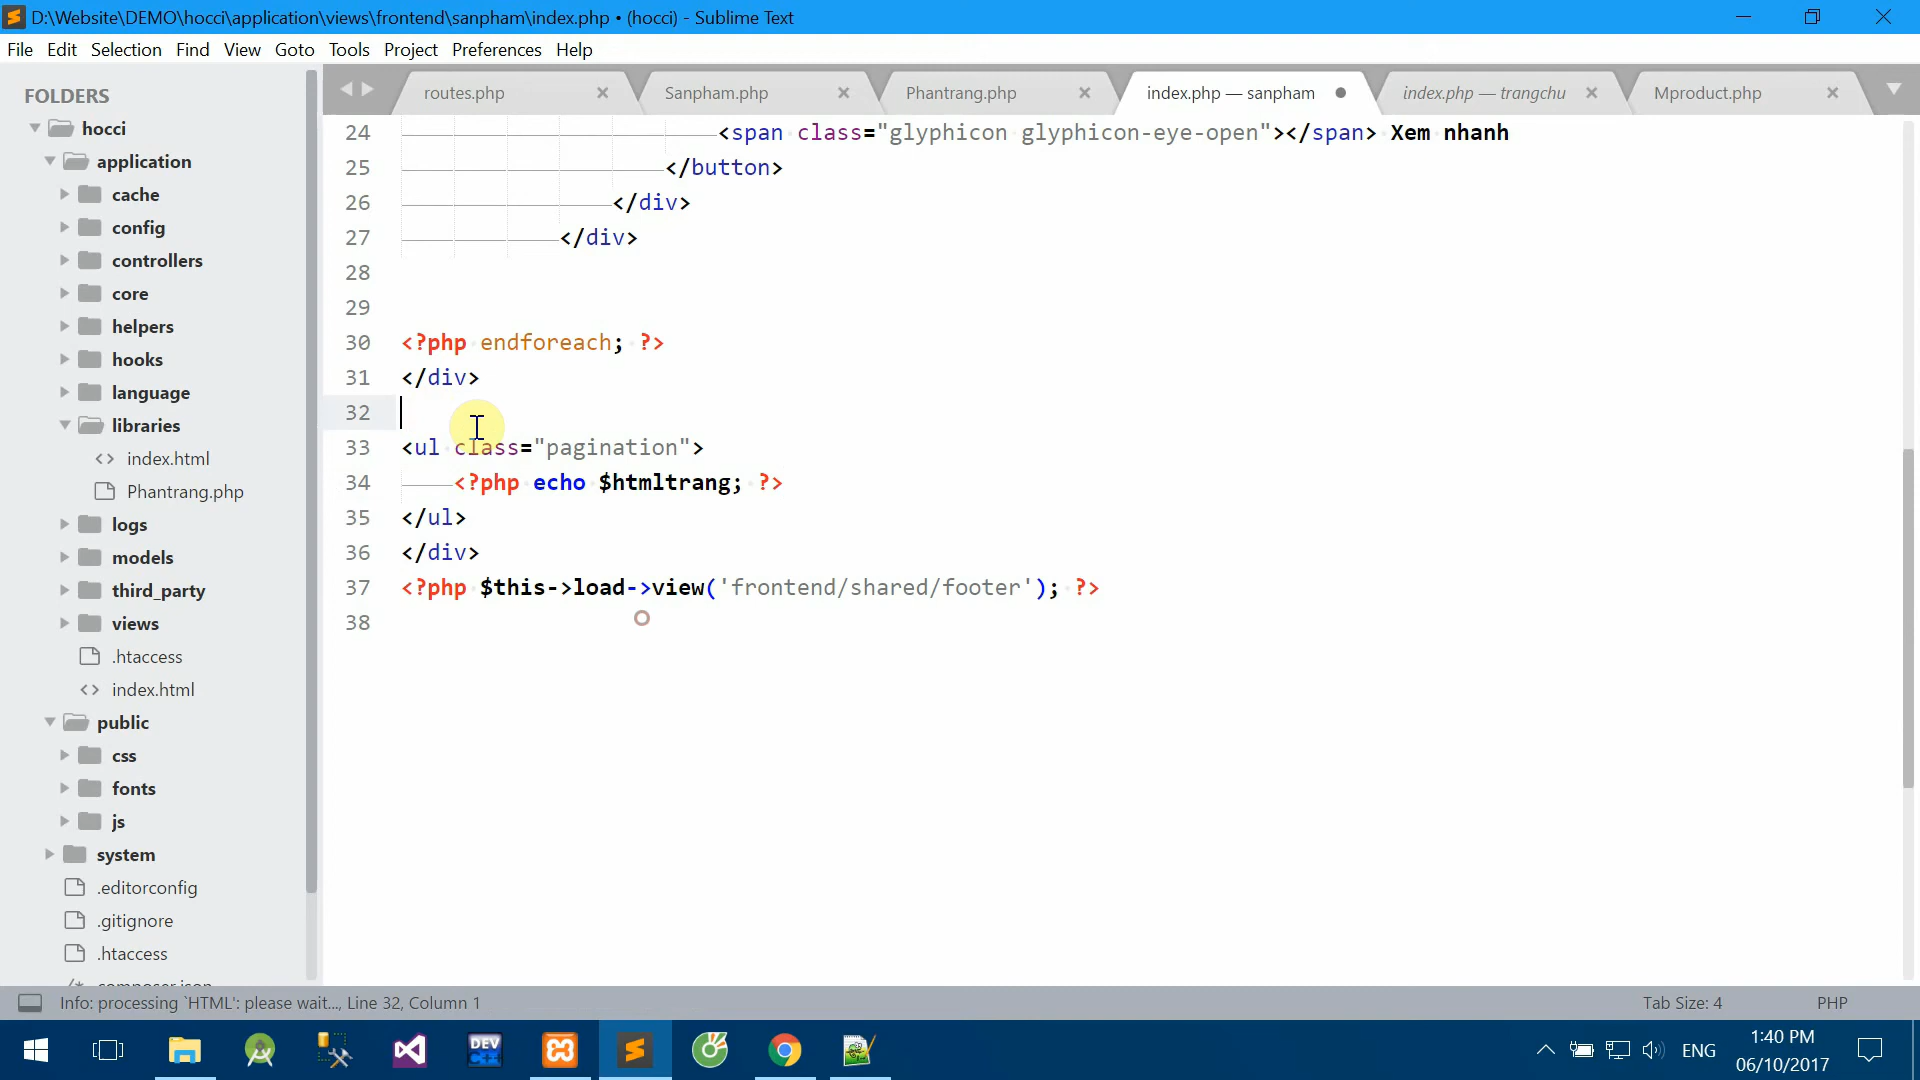 D:\Website\DEMO\hocci\application\views\frontend\sanpham\index.php • (hocci) - Sublime Text
File Edit Selection Find View Goto Tools Project Preferences Help
FOLDERS
hocci
application
cache
config
controllers
core
helpers
hooks
language
libraries
index.html
Phantrang.php
logs
models
third_party
views
.htaccess
index.html
public
css
fonts
js
system
.editorconfig
.gitignore
.htaccess
composer.json
routes.php
Sanpham.php
Phantrang.php
index.php — sanpham
index.php — trangchu
Mproduct.php
24 <span class="glyphicon glyphicon-eye-open"></span> Xem nhanh
25 </button>
26 </div>
27 </div>
28
29
30 <?php endforeach; ?>
31 </div>
32
33 <ul class="pagination">
34 <?php echo $htmltrang; ?>
35 </ul>
36 </div>
37 <?php $this->load->view('frontend/shared/footer'); ?>
38
Info: processing `HTML': please wait..., Line 32, Column 1
Tab Size: 4
PHP
DEV
C++
ENG
1:40 PM
06/10/2017